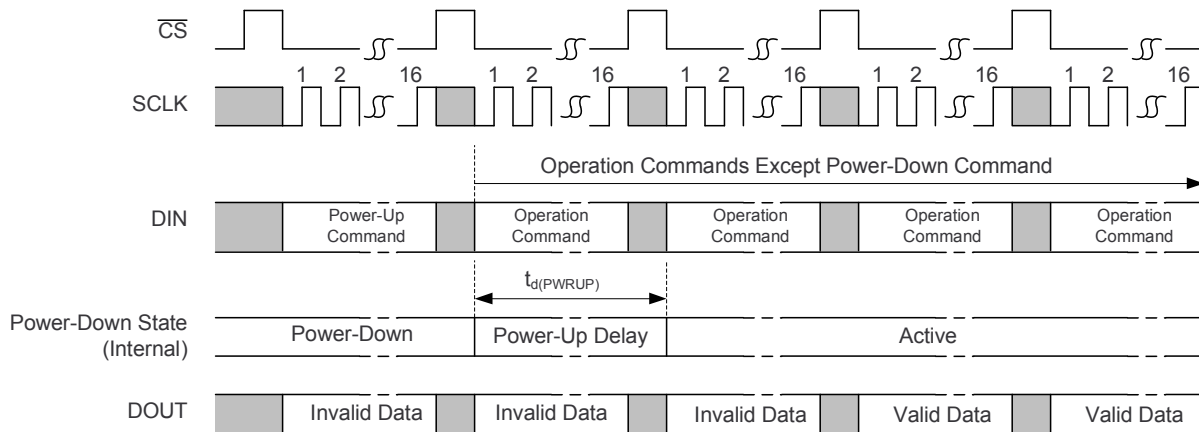 CS
1 2 16 1 2 16 1 2 16 1 2 16 1 2 16
SCLK
Operation Commands Except Power-Down Command
DIN
Power-Up Command
Operation Command
Operation Command
Operation Command
Operation Command
td(PWRUP)
Power-Down State
(Internal)
Power-Down
Power-Up Delay
Active
DOUT
Invalid Data
Invalid Data
Invalid Data
Valid Data
Valid Data